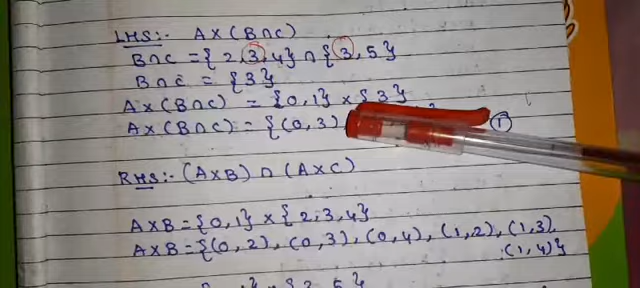 LHS:- A×(B∩C)
B∩C = {2,3,4} ∩ {3,5}
B∩C = {3}
A×(B∩C) = {0,1} × {3}
A×(B∩C) = {(0,3),
①
RHS:- (A×B) ∩ (A×C)
A×B = {0,1} × {2,3,4}
A×B = {(0,2), (0,3), (0,4), (1,2), (1,3),
(1,4)}